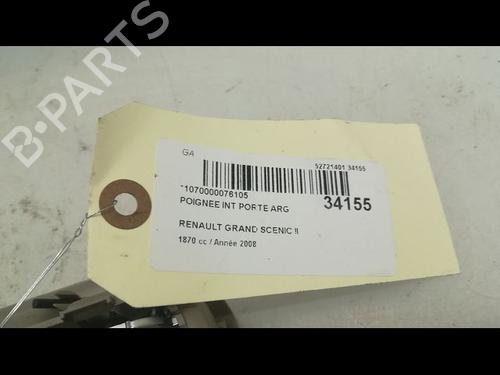 B-PARTS
GA
52721401 34155
*1070000076105
POIGNEE INT PORTE ARG
34155
RENAULT GRAND SCENIC II
1870 cc / Année 2008